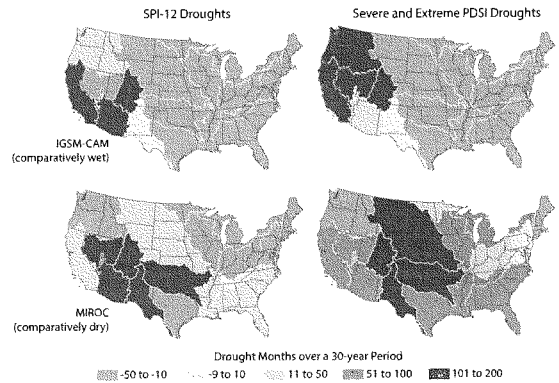 SPI-12 Droughts
Severe and Extreme PDSI Droughts
IGSM-CAM
(comparatively wet)
MIROC
(comparatively dry)
Drought Months over a 30-year Period
-50 to -10
-9 to 10
11 to 50
51 to 100
101 to 200